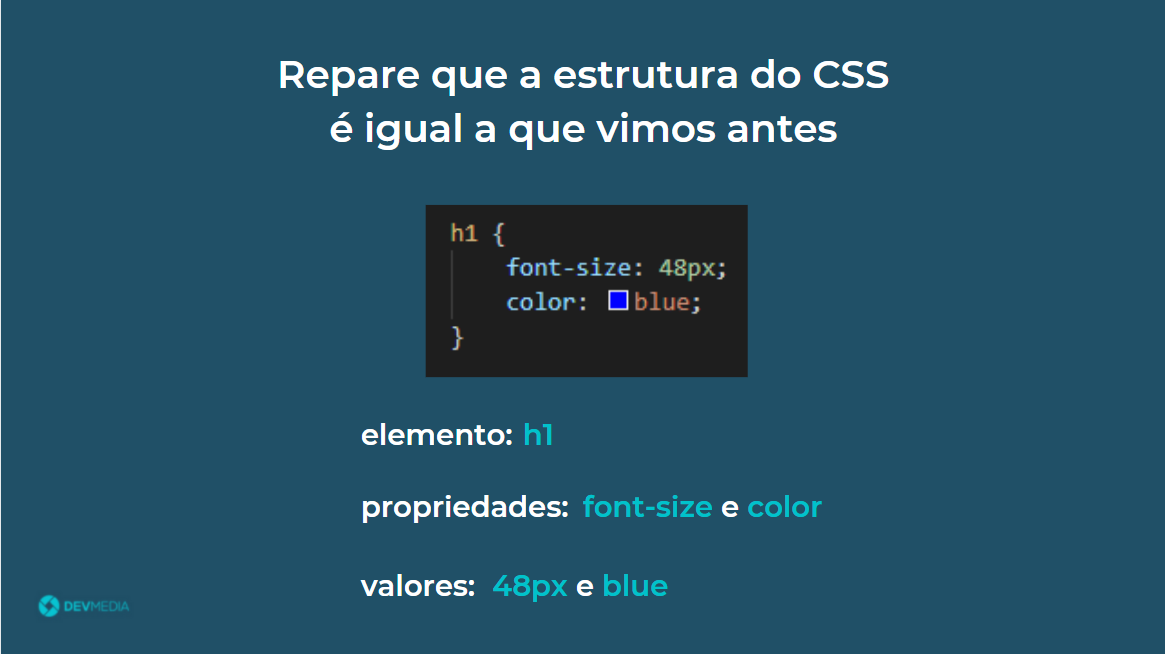 Repare que a estrutura do CSS
é igual a que vimos antes
h1 {
font-size: 48px;
color: blue;
}
elemento: h1
propriedades: font-size e color
valores: 48px e blue
DEVMEDIA